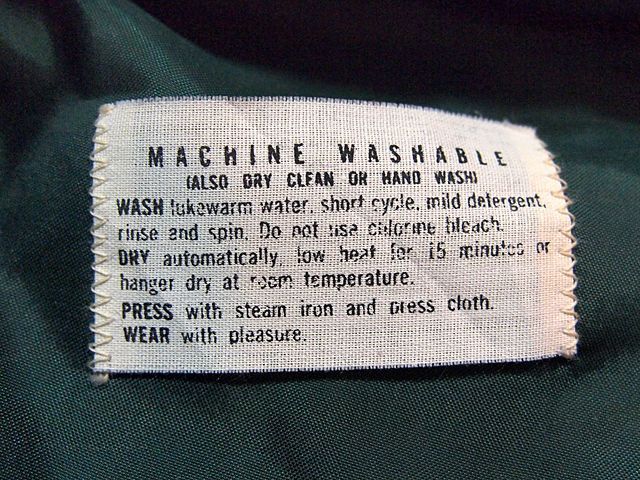 MACHINE WASHABLE
(ALSO DRY CLEAN OR HAND WASH)
WASH lukewarm water, short cycle, mild detergent,
rinse and spin. Do not use chlorine bleach.
DRY automatically, low heat for 15 minutes or
hanger dry at room temperature.
PRESS with steam iron and press cloth.
WEAR with pleasure.